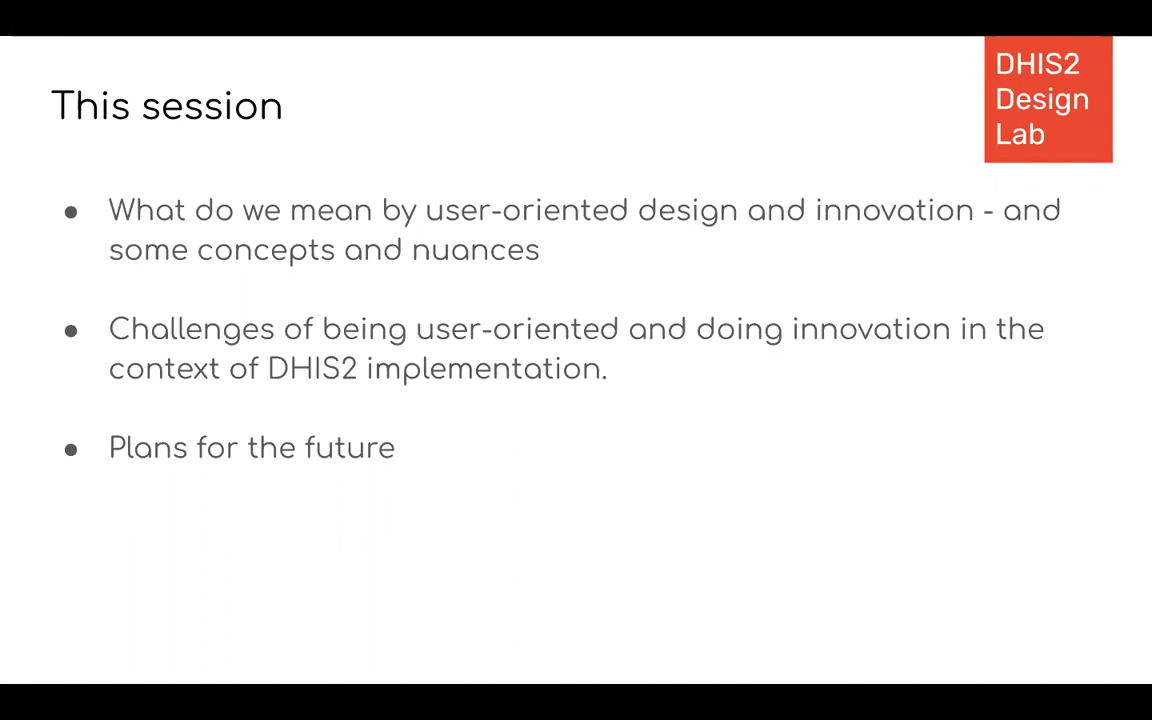 This session
DHIS2
Design
Lab
● What do we mean by user-oriented design and innovation - and
some concepts and nuances
● Challenges of being user-oriented and doing innovation in the
context of DHIS2 implementation.
● Plans for the future